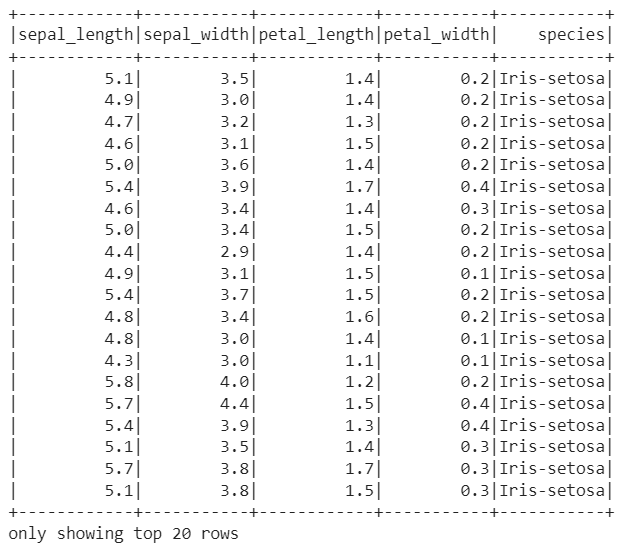 +------------+-----------+------------+-----------+-----------+
|sepal_length|sepal_width|petal_length|petal_width|    species|
+------------+-----------+------------+-----------+-----------+
|         5.1|        3.5|         1.4|        0.2|Iris-setosa|
|         4.9|        3.0|         1.4|        0.2|Iris-setosa|
|         4.7|        3.2|         1.3|        0.2|Iris-setosa|
|         4.6|        3.1|         1.5|        0.2|Iris-setosa|
|         5.0|        3.6|         1.4|        0.2|Iris-setosa|
|         5.4|        3.9|         1.7|        0.4|Iris-setosa|
|         4.6|        3.4|         1.4|        0.3|Iris-setosa|
|         5.0|        3.4|         1.5|        0.2|Iris-setosa|
|         4.4|        2.9|         1.4|        0.2|Iris-setosa|
|         4.9|        3.1|         1.5|        0.1|Iris-setosa|
|         5.4|        3.7|         1.5|        0.2|Iris-setosa|
|         4.8|        3.4|         1.6|        0.2|Iris-setosa|
|         4.8|        3.0|         1.4|        0.1|Iris-setosa|
|         4.3|        3.0|         1.1|        0.1|Iris-setosa|
|         5.8|        4.0|         1.2|        0.2|Iris-setosa|
|         5.7|        4.4|         1.5|        0.4|Iris-setosa|
|         5.4|        3.9|         1.3|        0.4|Iris-setosa|
|         5.1|        3.5|         1.4|        0.3|Iris-setosa|
|         5.7|        3.8|         1.7|        0.3|Iris-setosa|
|         5.1|        3.8|         1.5|        0.3|Iris-setosa|
+------------+-----------+------------+-----------+-----------+
only showing top 20 rows